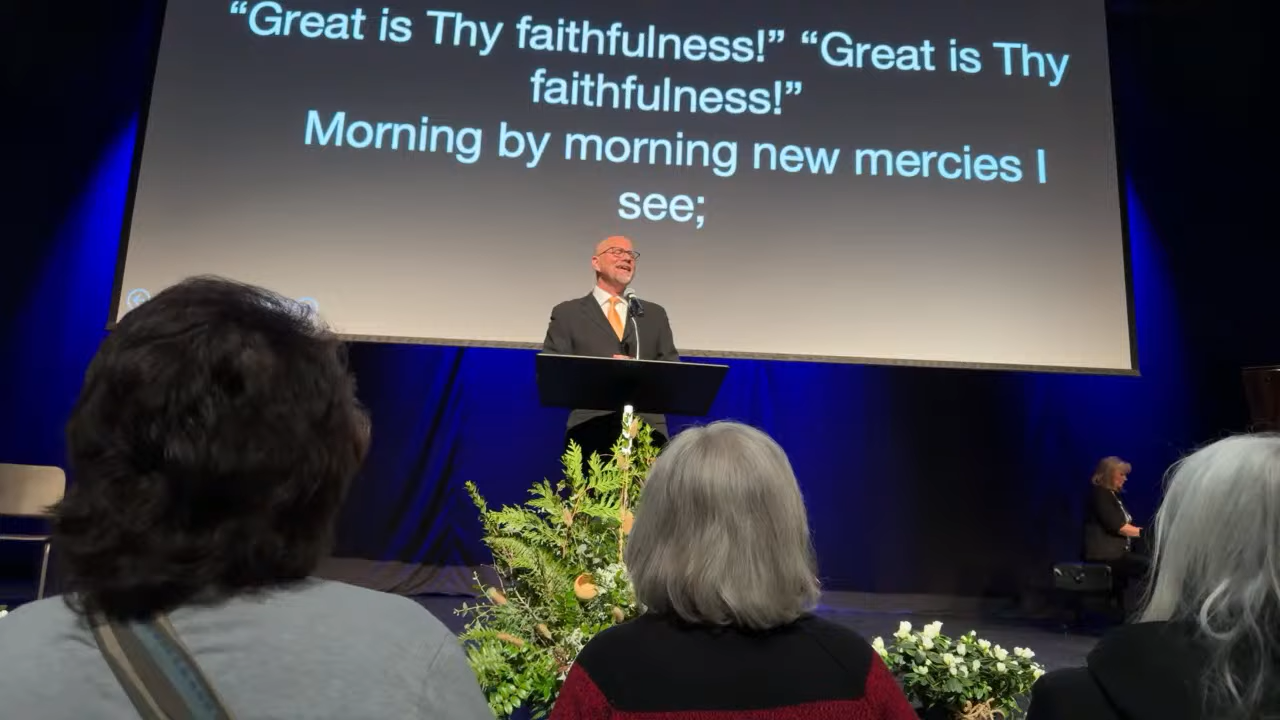 “Great is Thy faithfulness!” “Great is Thy
faithfulness!”
Morning by morning new mercies I
see;